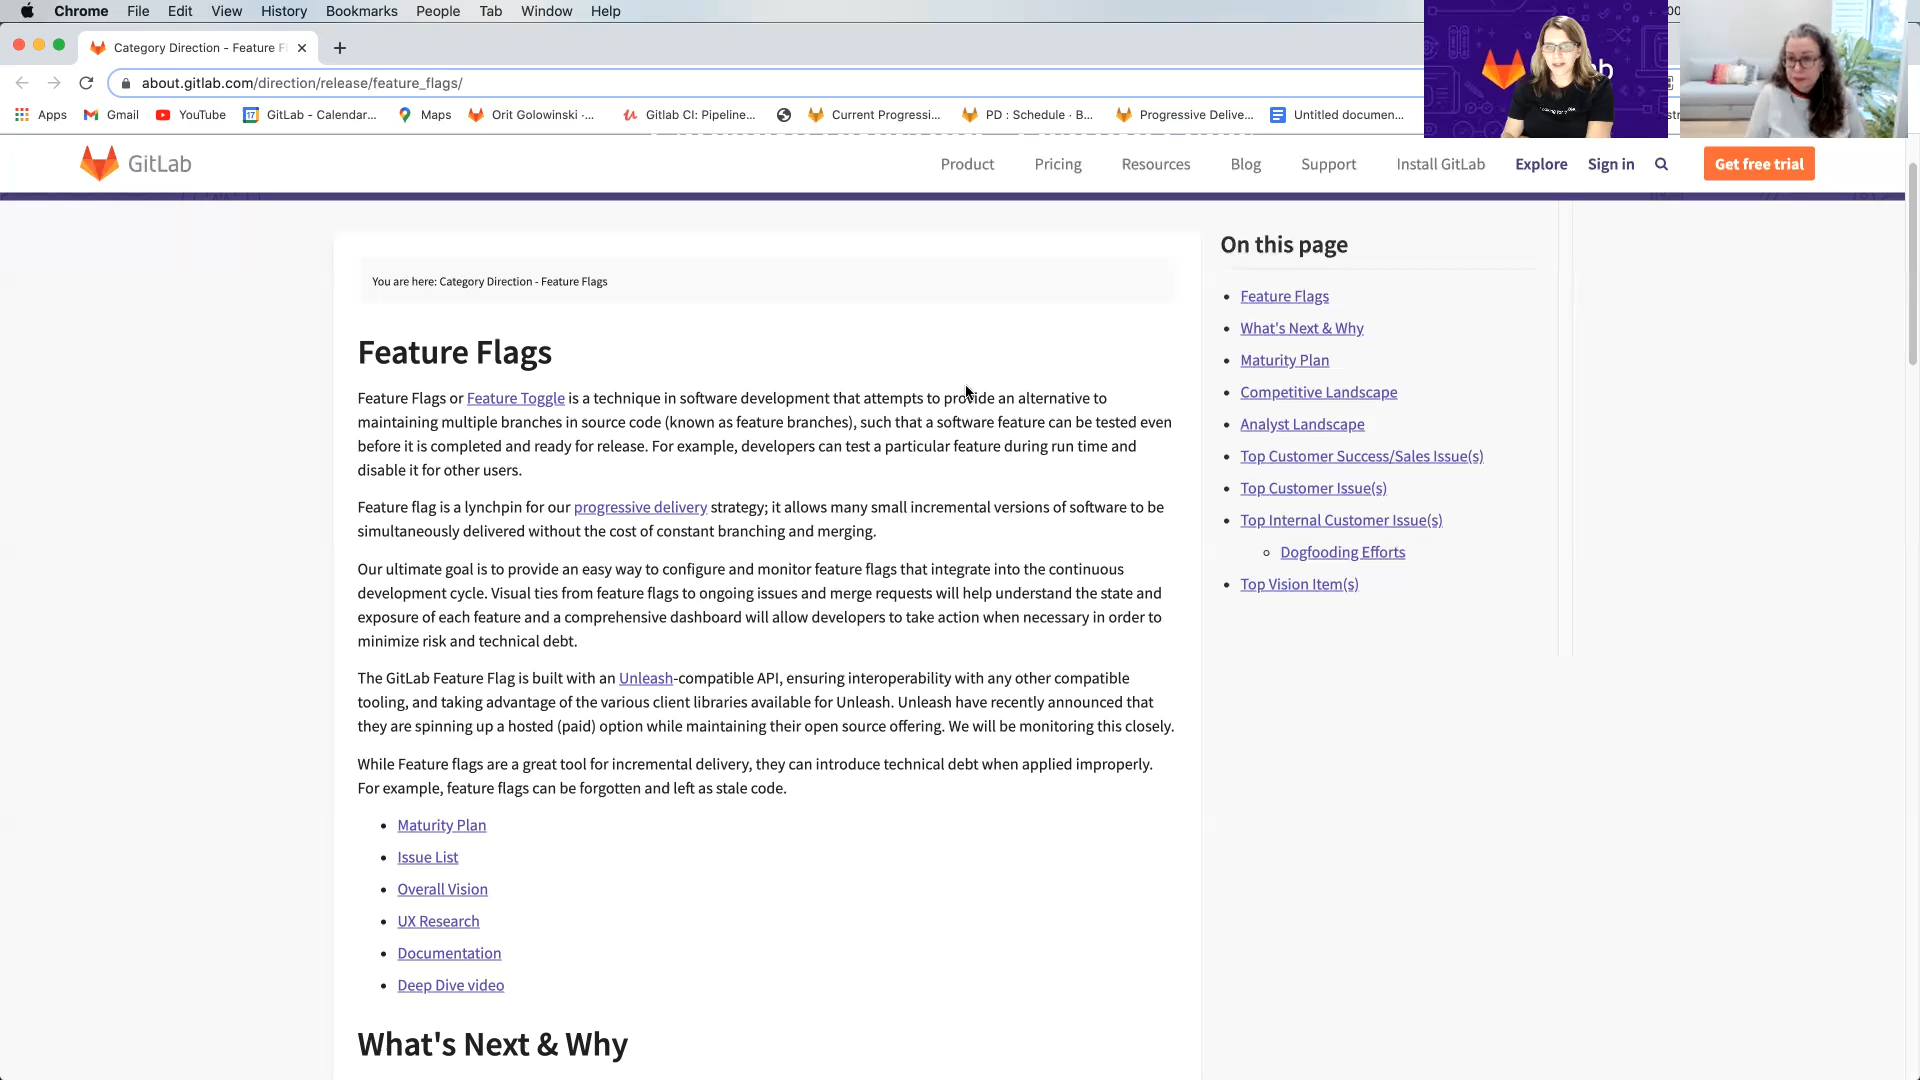 Chrome File Edit View History Bookmarks People Tab Window Help
Category Direction - Feature Fl
about.gitlab.com/direction/release/feature_flags/
Apps Gmail YouTube GitLab - Calendar... Maps Orit Golowinski ·... Gitlab CI: Pipeline... Current Progressi... PD : Schedule · B... Progressive Delive... Untitled documen...
GitLab Product Pricing Resources Blog Support Install GitLab Explore Sign in Get free trial
You are here: Category Direction - Feature Flags
Feature Flags
Feature Flags or Feature Toggle is a technique in software development that attempts to provide an alternative to
maintaining multiple branches in source code (known as feature branches), such that a software feature can be tested even
before it is completed and ready for release. For example, developers can test a particular feature during run time and
disable it for other users.
Feature flag is a lynchpin for our progressive delivery strategy; it allows many small incremental versions of software to be
simultaneously delivered without the cost of constant branching and merging.
Our ultimate goal is to provide an easy way to configure and monitor feature flags that integrate into the continuous
development cycle. Visual ties from feature flags to ongoing issues and merge requests will help understand the state and
exposure of each feature and a comprehensive dashboard will allow developers to take action when necessary in order to
minimize risk and technical debt.
The GitLab Feature Flag is built with an Unleash-compatible API, ensuring interoperability with any other compatible
tooling, and taking advantage of the various client libraries available for Unleash. Unleash have recently announced that
they are spinning up a hosted (paid) option while maintaining their open source offering. We will be monitoring this closely.
While Feature flags are a great tool for incremental delivery, they can introduce technical debt when applied improperly.
For example, feature flags can be forgotten and left as stale code.
Maturity Plan
Issue List
Overall Vision
UX Research
Documentation
Deep Dive video
What's Next & Why
On this page
Feature Flags
What's Next & Why
Maturity Plan
Competitive Landscape
Analyst Landscape
Top Customer Success/Sales Issue(s)
Top Customer Issue(s)
Top Internal Customer Issue(s)
Dogfooding Efforts
Top Vision Item(s)